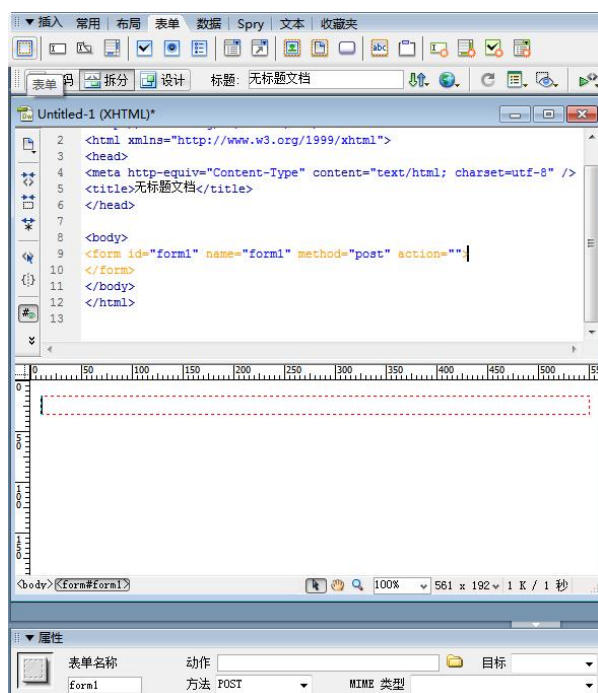 ▼ 插入 常用 布局 表单 数据 Spry 文本 收藏夹
abc
表单 码 拆分 设计 标题: 无标题文档
Untitled-1 (XHTML)*
2 <html xmlns="http://www.w3.org/1999/xhtml">
3 <head>
4 <meta http-equiv="Content-Type" content="text/html; charset=utf-8" />
5 <title>无标题文档</title>
6 </head>
7
8 <body>
9 <form id="form1" name="form1" method="post" action="">
10 </form>
11 </body>
12 </html>
13
0 50 100 150 200 250 300 350 400 450 500
0
50
100
150
<body> <form#form1> 100% 561 x 192 1 K / 1 秒
▼ 属性
表单名称 动作 目标
form1 方法 POST MIME 类型